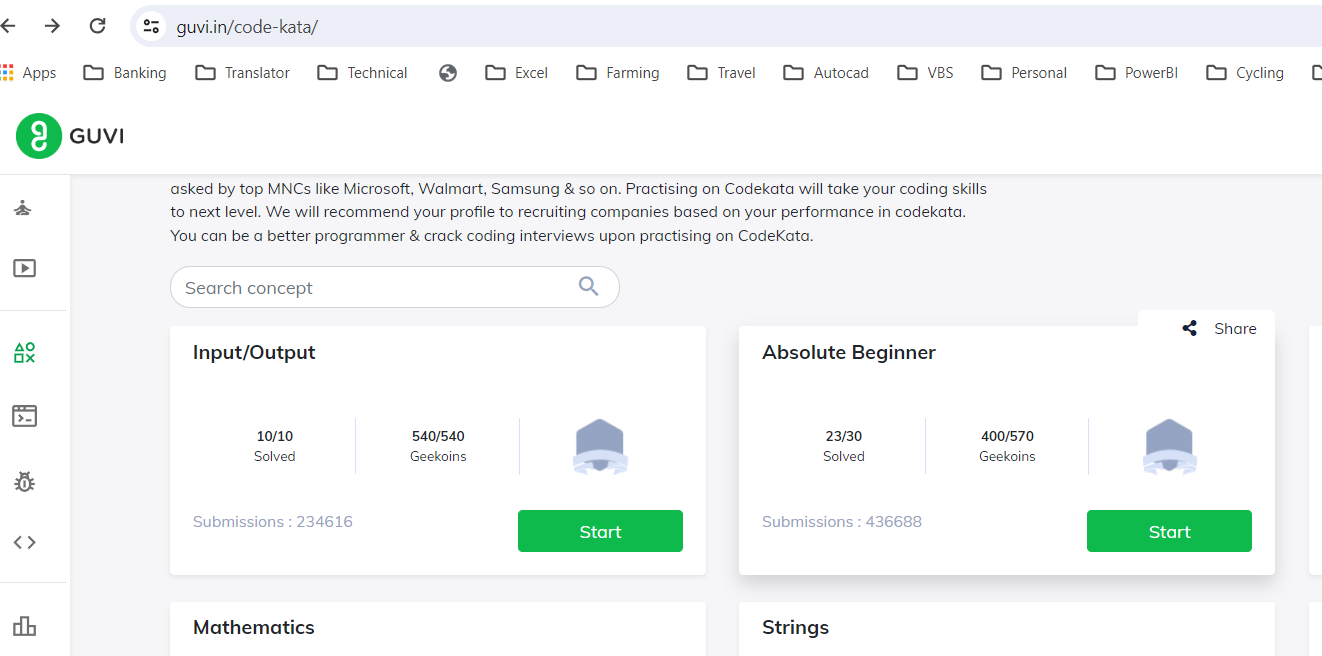 guvi.in/code-kata/
Apps Banking Translator Technical Excel Farming Travel Autocad VBS Personal PowerBI Cycling
GUVI
asked by top MNCs like Microsoft, Walmart, Samsung & so on. Practising on Codekata will take your coding skills
to next level. We will recommend your profile to recruiting companies based on your performance in codekata.
You can be a better programmer & crack coding interviews upon practising on CodeKata.
Search concept
Share
Input/Output
10/10
Solved
540/540
Geekoins
Submissions : 234616
Start
Absolute Beginner
23/30
Solved
400/570
Geekoins
Submissions : 436688
Start
Mathematics
Strings